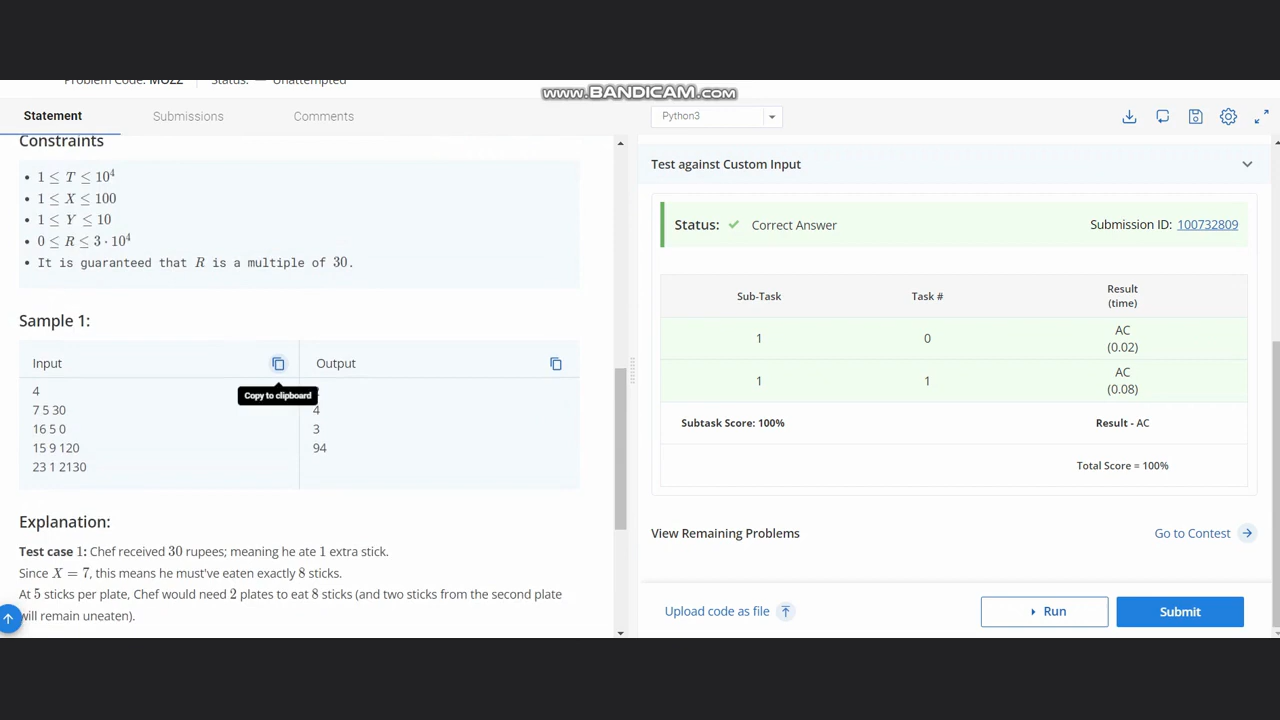 Problem Code: MOZZ Status: — Unattempted
www.BANDICAM.com
Statement
Submissions
Comments
Python3
Constraints
• 1 ≤ T ≤ 10⁴
• 1 ≤ X ≤ 100
• 1 ≤ Y ≤ 10
• 0 ≤ R ≤ 3 · 10⁴
• It is guaranteed that R is a multiple of 30.
Sample 1:
Input
Output
Copy to clipboard
4
7 5 30
4
16 5 0
3
15 9 120
94
23 1 2130
Explanation:
Test case 1: Chef received 30 rupees; meaning he ate 1 extra stick.
Since X = 7, this means he must've eaten exactly 8 sticks.
At 5 sticks per plate, Chef would need 2 plates to eat 8 sticks (and two sticks from the second plate
will remain uneaten).
Test against Custom Input
Status: ✓ Correct Answer
Submission ID: 100732809
Sub-Task
Task #
Result
(time)
1
0
AC
(0.02)
1
1
AC
(0.08)
Subtask Score: 100%
Result - AC
Total Score = 100%
View Remaining Problems
Go to Contest
Upload code as file
Run
Submit